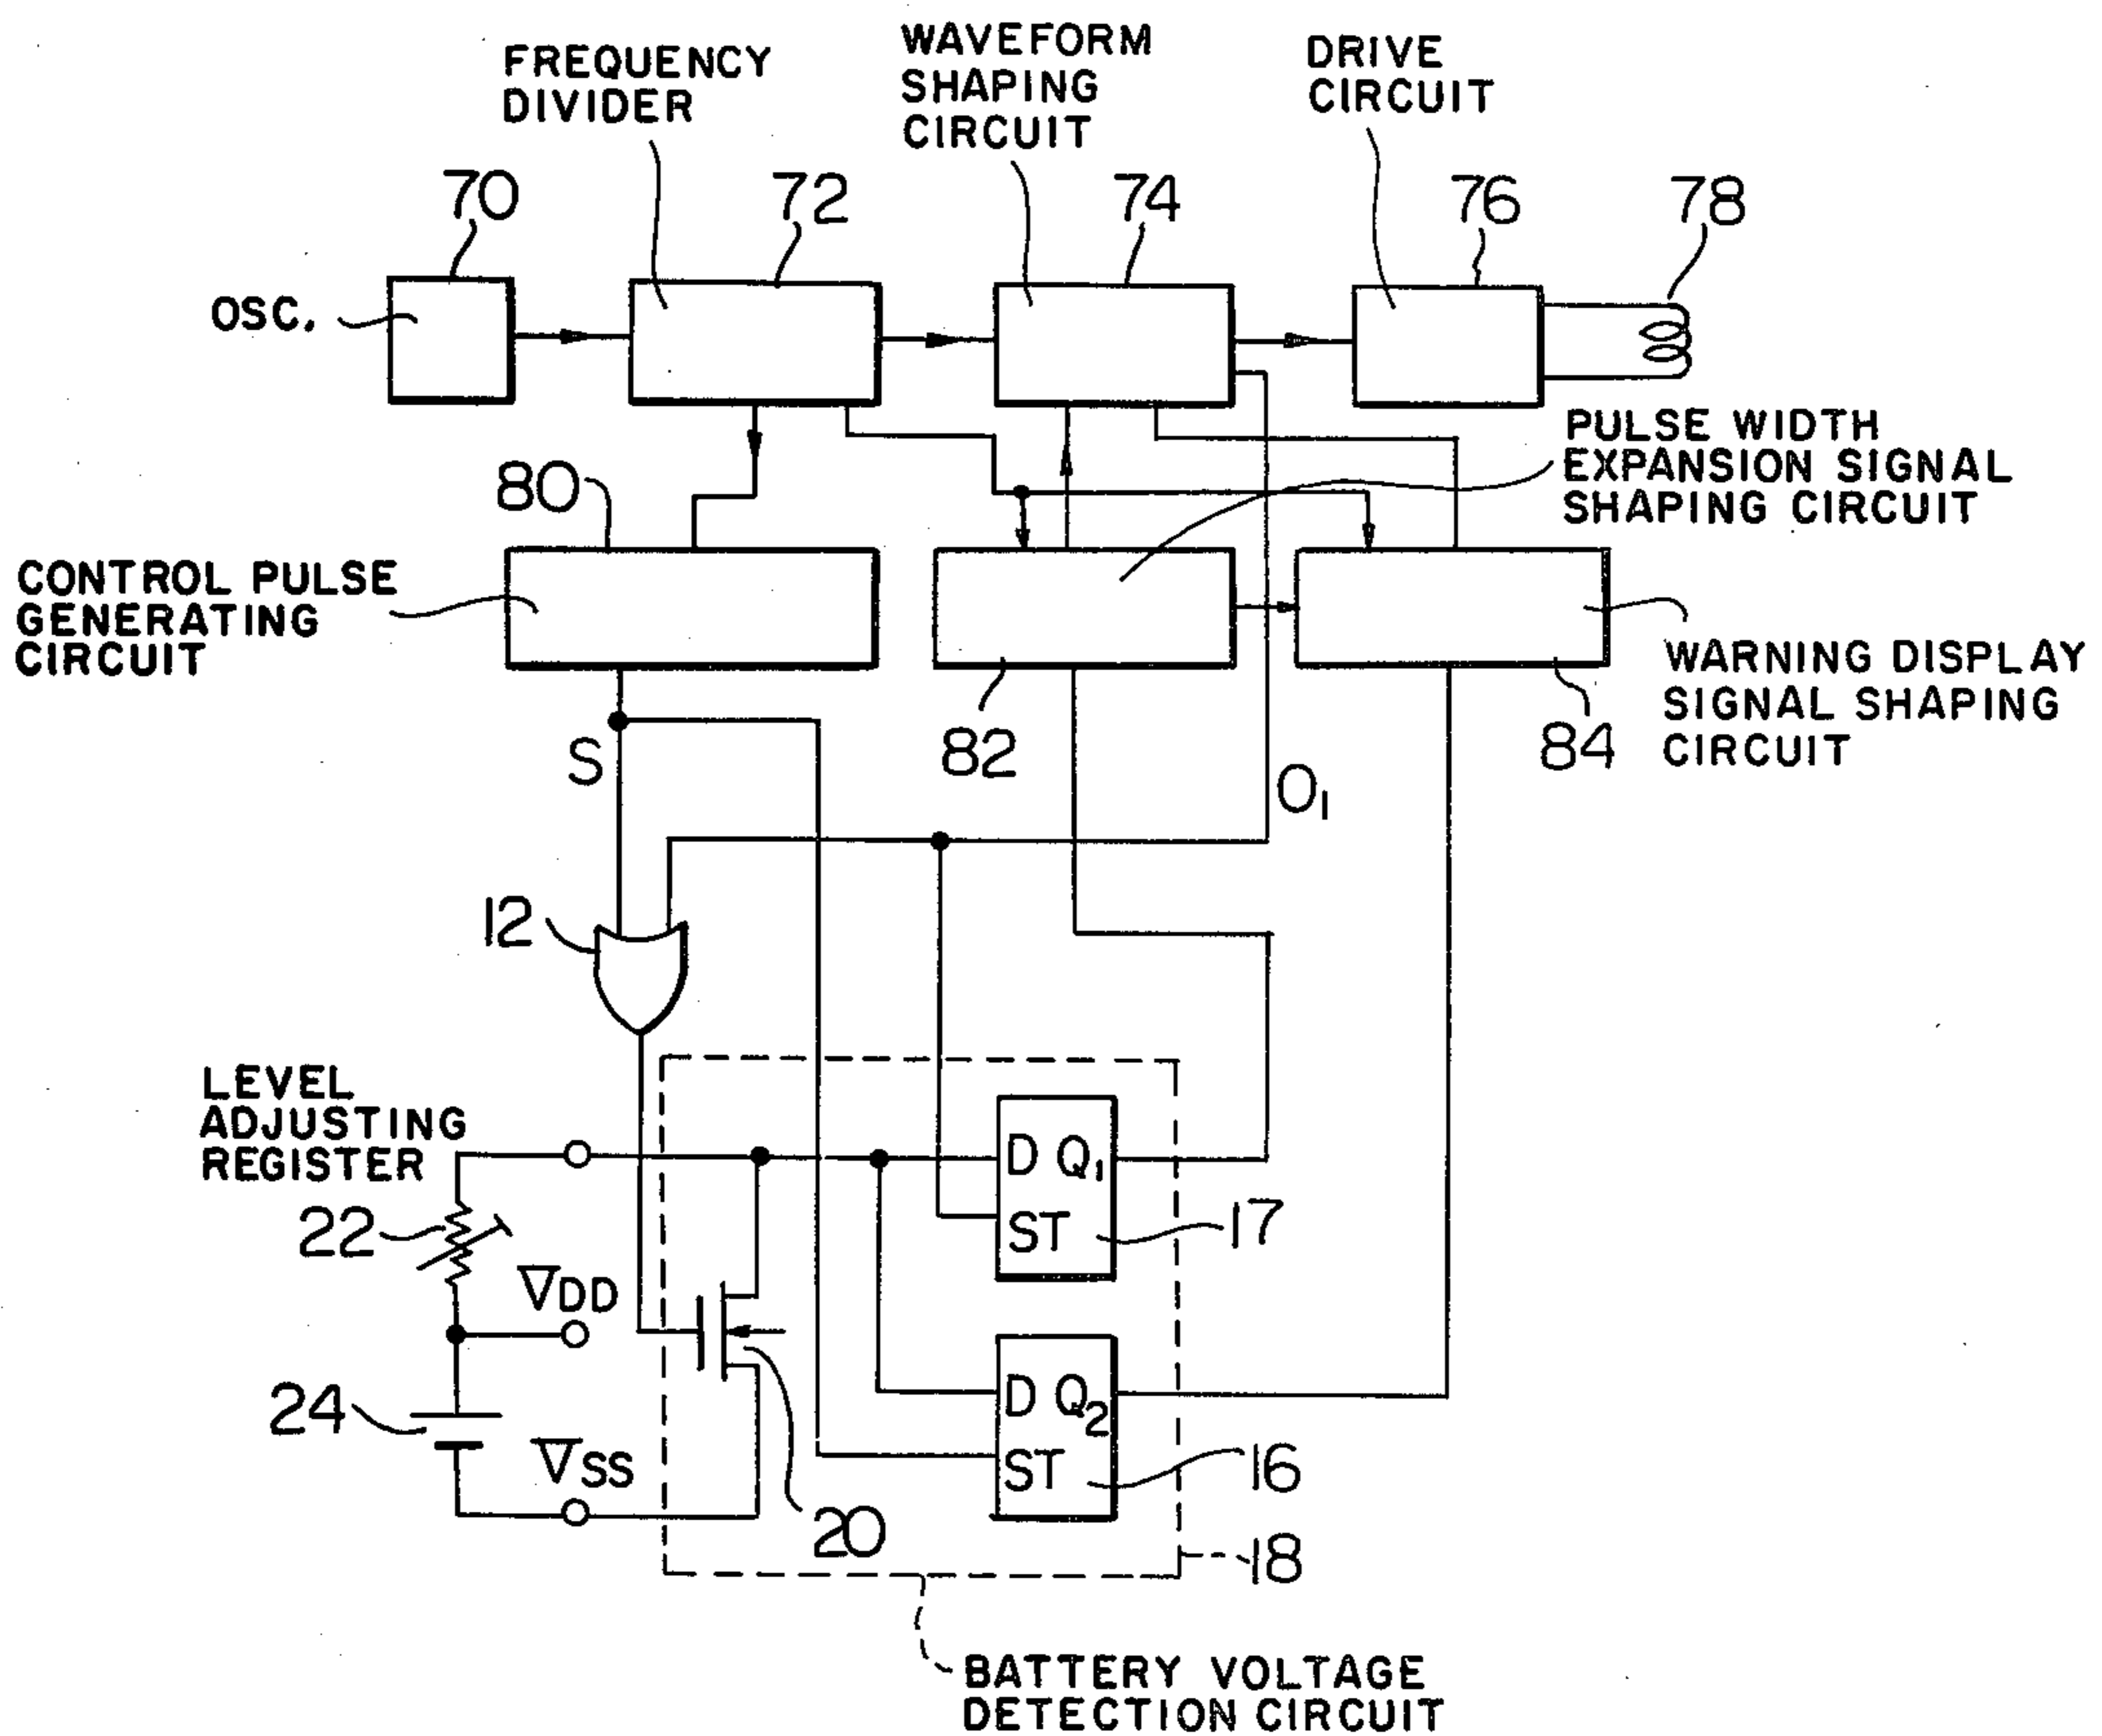 FREQUENCY
DIVIDER
WAVEFORM
SHAPING
CIRCUIT
DRIVE
CIRCUIT
70
72
74
76
78
OSC.
PULSE WIDTH
EXPANSION SIGNAL
SHAPING CIRCUIT
80
CONTROL PULSE
GENERATING
CIRCUIT
WARNING DISPLAY
SIGNAL SHAPING
CIRCUIT
82
84
S
O1
12
LEVEL
ADJUSTING
REGISTER
D Q1
ST
17
22
VDD
24
D Q2
ST
16
VSS
20
18
BATTERY VOLTAGE
DETECTION CIRCUIT